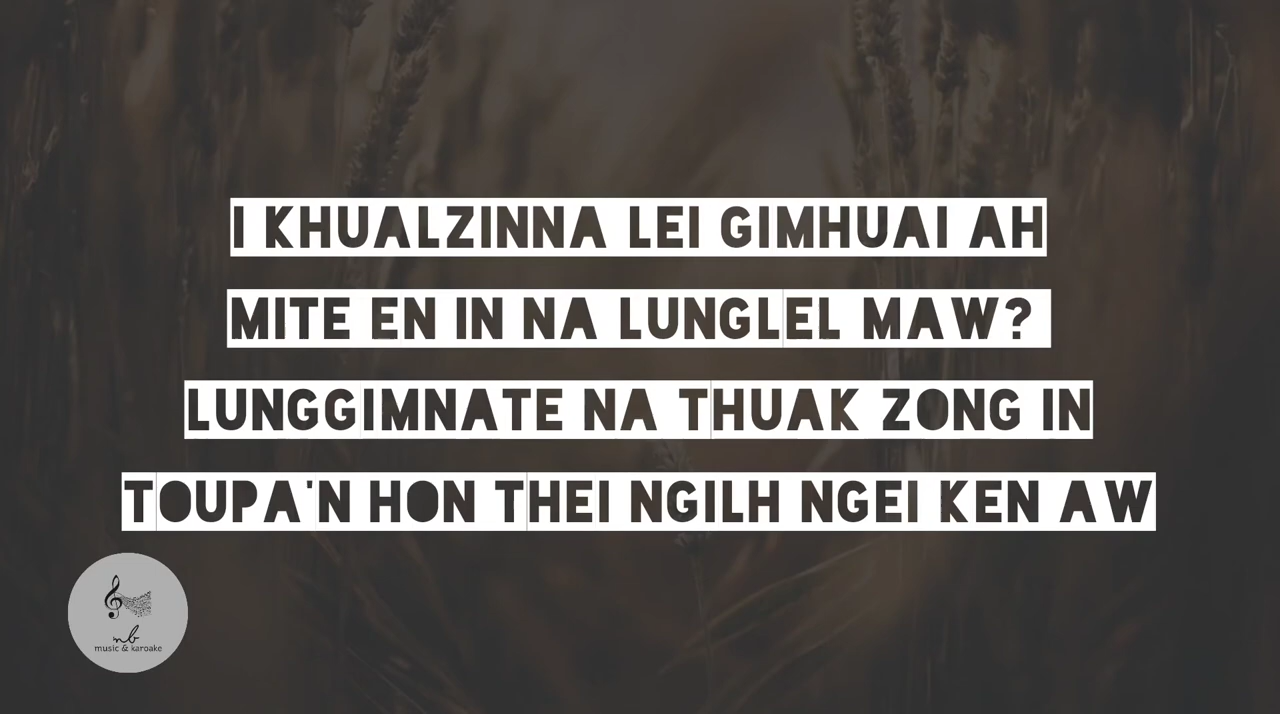 I KHUALZINNA LEI GIMHUAI AH
MITE EN IN NA LUNGLEL MAW?
LUNGGIMNATE NA THUAK ZONG IN
TOUPA'N HON THEI NGILH NGEI KEN AW
nb
music & karoake